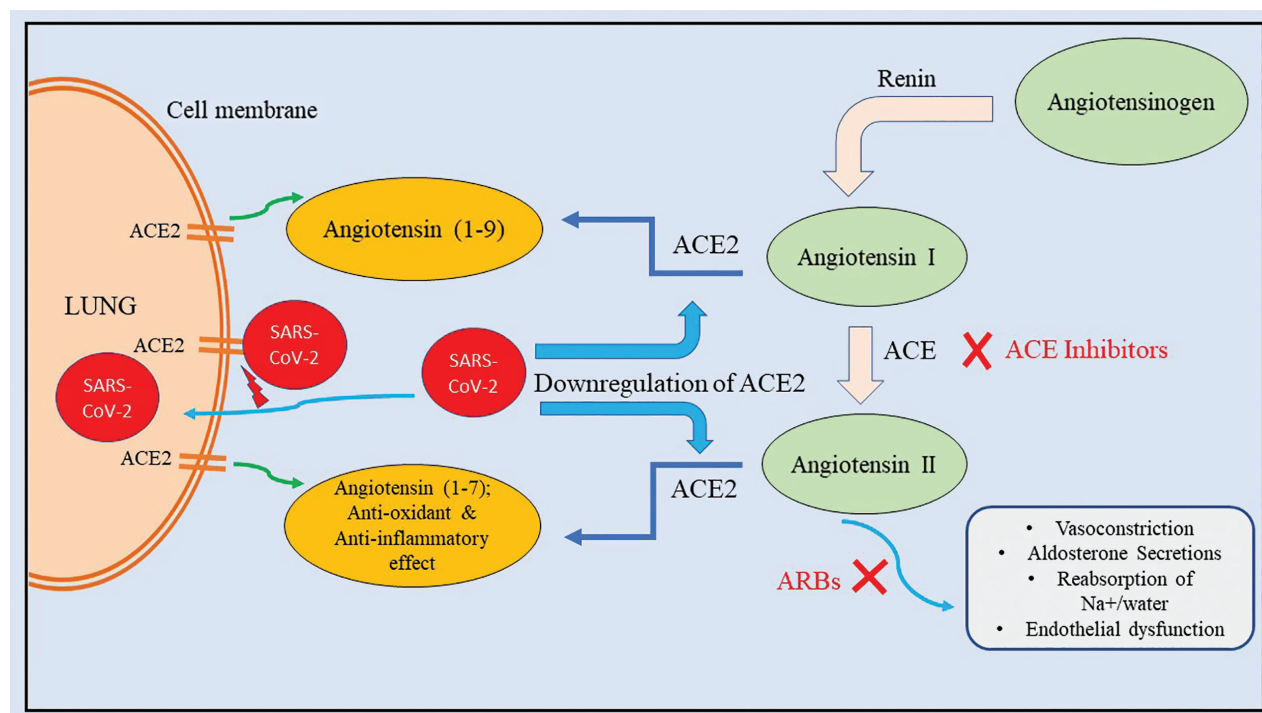 Renin
Angiotensinogen
Cell membrane
ACE2
Angiotensin (1-9)
ACE2
Angiotensin I
LUNG
ACE2
SARS-
CoV-2
SARS-
CoV-2
SARS-
CoV-2
Downregulation of ACE2
ACE
ACE Inhibitors
ACE2
Angiotensin (1-7);
Anti-oxidant &
Anti-inflammatory
effect
ACE2
Angiotensin II
ARBs
• Vasoconstriction
• Aldosterone Secretions
• Reabsorption of
Na+/water
• Endothelial dysfunction